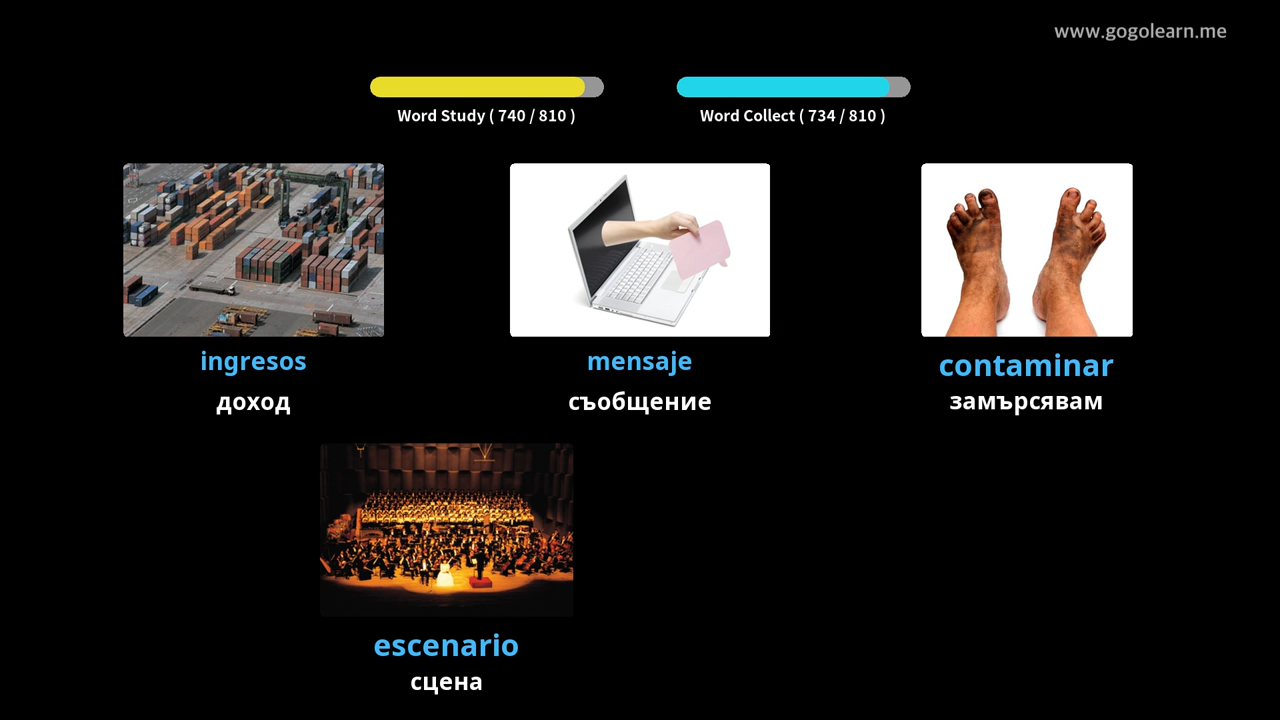 www.gogolearn.me
Word Study ( 740 / 810 )
Word Collect ( 734 / 810 )
ingresos
доход
mensaje
съобщение
contaminar
замърсявам
escenario
сцена